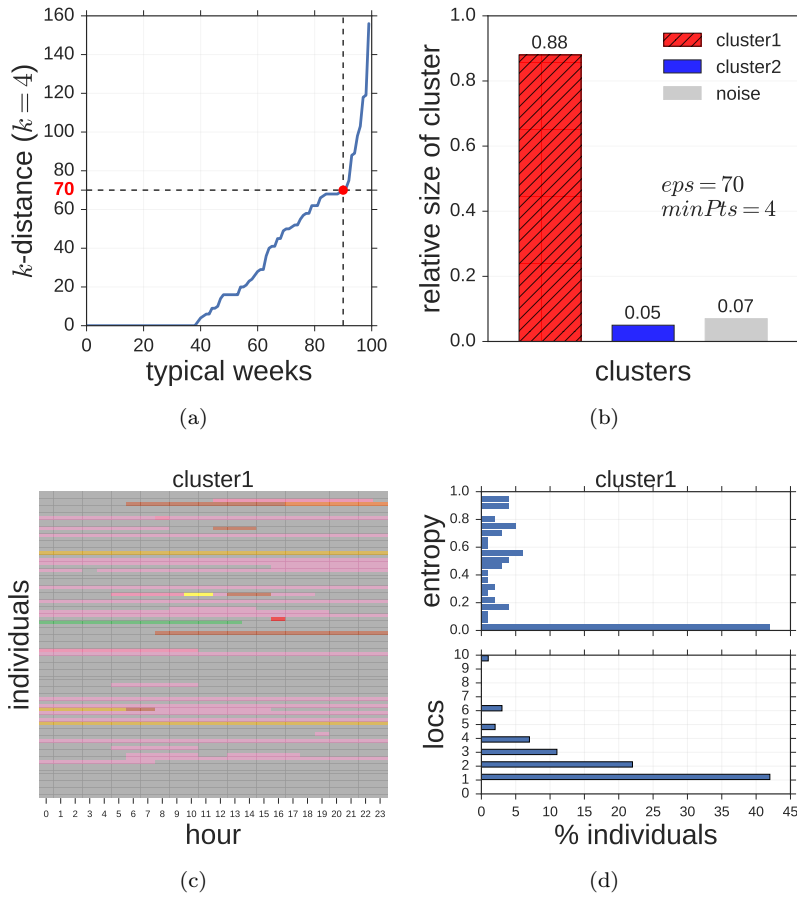 160
140
120
100
80
70
60
40
20
0
k-distance (k = 4)
0 20 40 60 80 100
typical weeks
(a)
1.0
0.8
0.6
0.4
0.2
0.0
relative size of cluster
0.88
0.05
0.07
cluster1
cluster2
noise
eps = 70
minPts = 4
clusters
(b)
cluster1
individuals
0 1 2 3 4 5 6 7 8 9 10 11 12 13 14 15 16 17 18 19 20 21 22 23
hour
(c)
cluster1
1.0
0.8
0.6
0.4
0.2
0.0
entropy
10
9
8
7
6
5
4
3
2
1
0
locs
0 5 10 15 20 25 30 35 40 45
% individuals
(d)